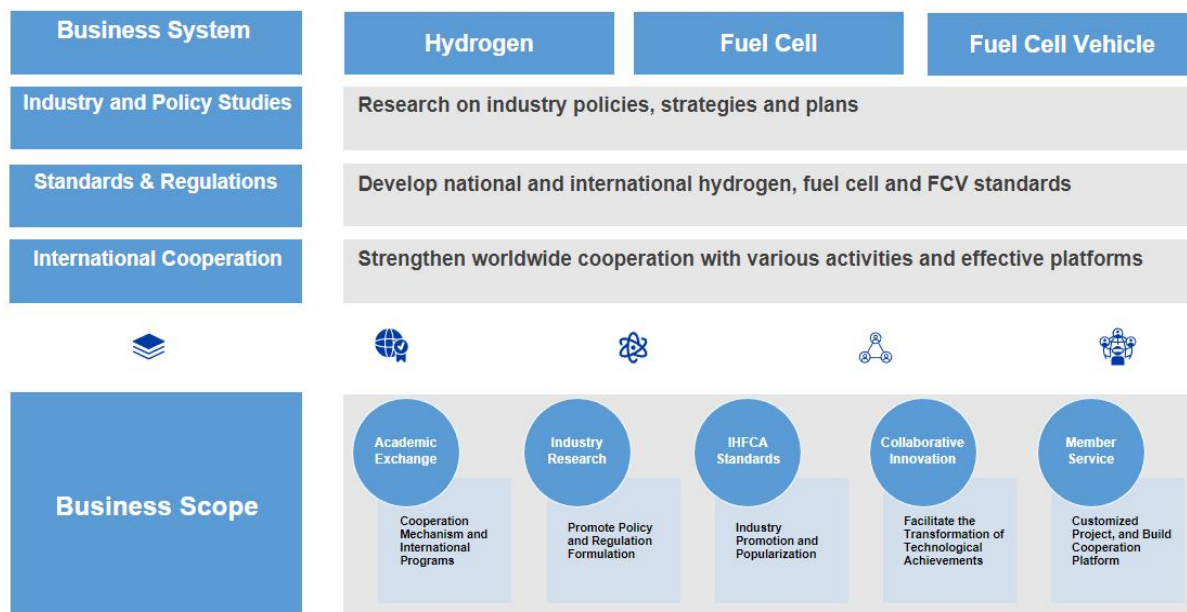 Business System
Hydrogen
Fuel Cell
Fuel Cell Vehicle
Industry and Policy Studies
Research on industry policies, strategies and plans
Standards & Regulations
Develop national and international hydrogen, fuel cell and FCV standards
International Cooperation
Strengthen worldwide cooperation with various activities and effective platforms
Business Scope
Academic
Exchange
Cooperation
Mechanism and
International
Programs
Industry
Research
Promote Policy
and Regulation
Formulation
IHFCA
Standards
Industry
Promotion and
Popularization
Collaborative
Innovation
Facilitate the
Transformation of
Technological
Achievements
Member
Service
Customized
Project, and Build
Cooperation
Platform